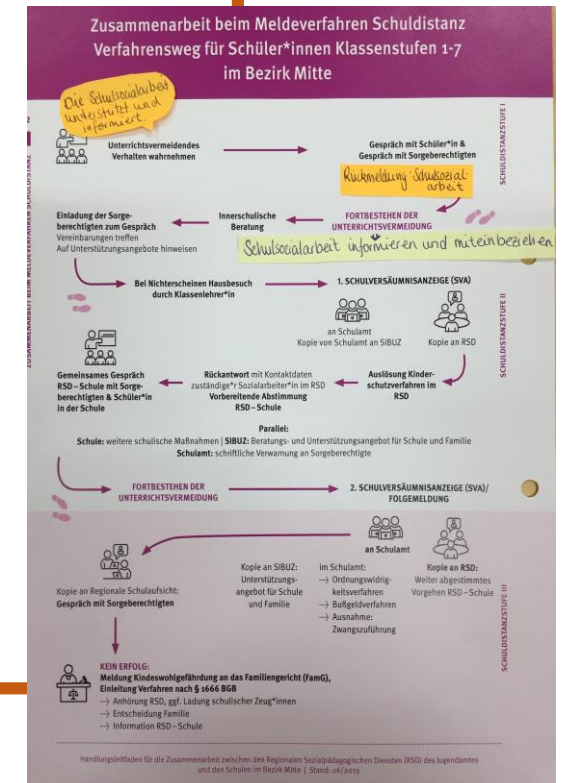 Zusammenarbeit beim Meldeverfahren Schuldistanz
Verfahrensweg für Schüler*innen Klassenstufen 1-7
im Bezirk Mitte
Die Schulsozialarbeit
unterstützt und
informiert.
Unterrichtsvermeidendes
Verhalten wahrnehmen
Gespräch mit Schüler*in &
Gespräch mit Sorgeberechtigten
SCHULDISTANZSTUFE I
Rückmeldung: Schulsozial-
arbeit
Einladung der Sorge-
berechtigten zum Gespräch
Vereinbarungen treffen
Auf Unterstützungsangebote hinweisen
Innerschulische
Beratung
FORTBESTEHEN DER
UNTERRICHTSVERMEIDUNG
Schulsozialarbeit informieren und miteinbeziehen
ZUSAMMENARBEIT BEIM MELDEVERFAHREN SCHULDISTANZ
Bei Nichterscheinen Hausbesuch
durch Klassenlehrer*in
1. SCHULVERSÄUMNISANZEIGE (SVA)
an Schulamt
Kopie von Schulamt an SIBUZ
Kopie an RSD
SCHULDISTANZSTUFE II
Gemeinsames Gespräch
RSD – Schule mit Sorge-
berechtigten & Schüler*in
in der Schule
Rückantwort mit Kontaktdaten
zuständige*r Sozialarbeiter*in im RSD
Vorbereitende Abstimmung
RSD – Schule
Auslösung Kinder-
schutzverfahren im
RSD
Parallel:
Schule: weitere schulische Maßnahmen | SIBUZ: Beratungs- und Unterstützungsangebot für Schule und Familie
Schulamt: schriftliche Verwarnung an Sorgeberechtigte
FORTBESTEHEN DER
UNTERRICHTSVERMEIDUNG
2. SCHULVERSÄUMNISANZEIGE (SVA)/
FOLGEMELDUNG
an Schulamt
Kopie an Regionale Schulaufsicht:
Gespräch mit Sorgeberechtigten
Kopie an SIBUZ:
Unterstützungs-
angebot für Schule
und Familie
im Schulamt:
→ Ordnungswidrig-
keitsverfahren
→ Bußgeldverfahren
→ Ausnahme:
Zwangszuführung
Kopie an RSD:
Weiter abgestimmtes
Vorgehen RSD – Schule
SCHULDISTANZSTUFE III
KEIN ERFOLG:
Meldung Kindeswohlgefährdung an das Familiengericht (FamG),
Einleitung Verfahren nach § 1666 BGB
→ Anhörung RSD, ggf. Ladung schulischer Zeug*innen
→ Entscheidung Familie
→ Information RSD – Schule
Handlungsleitfaden für die Zusammenarbeit zwischen den Regionalen Sozialpädagogischen Diensten (RSD) des Jugendamtes
und den Schulen im Bezirk Mitte | Stand: 06/2019